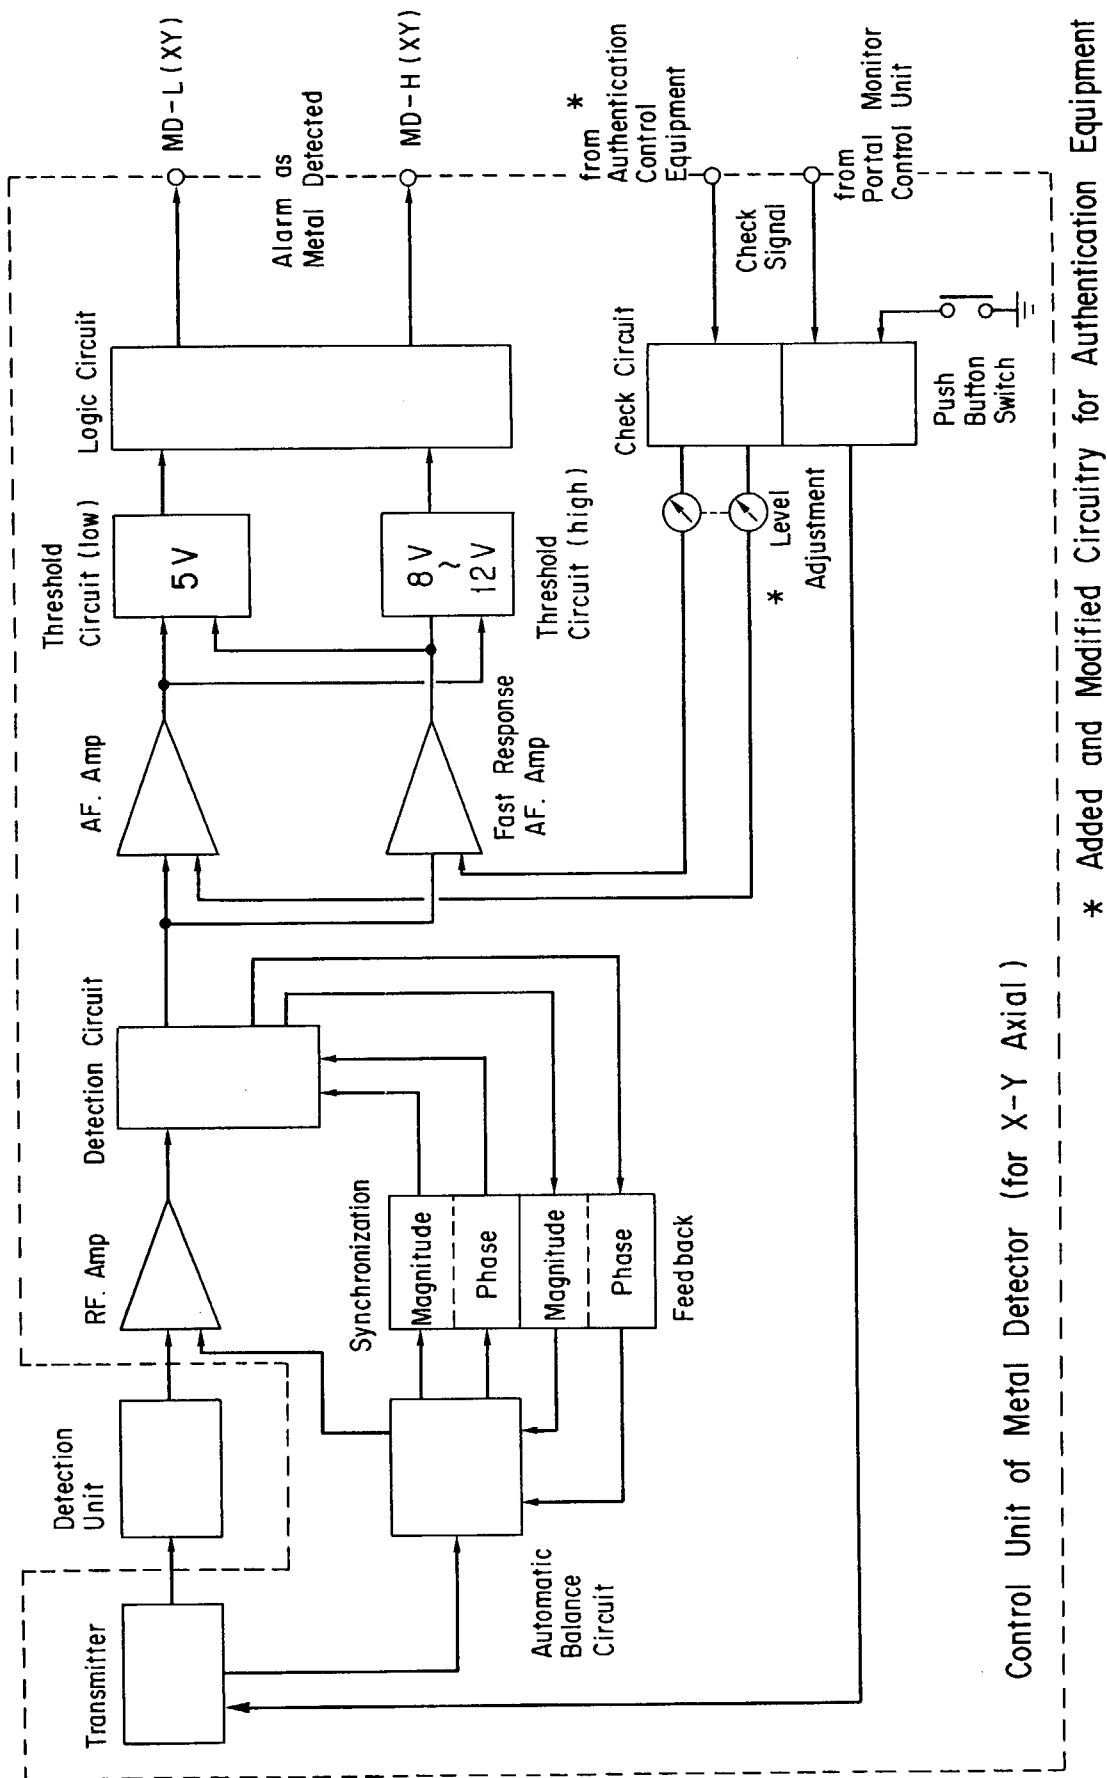 Transmitter
Detection
Unit
RF. Amp
Detection Circuit
AF. Amp
Threshold
Circuit (low)
5V
Logic Circuit
MD-L(XY)
Alarm as
Metal Detected
MD-H(XY)
8V
~
12V
Threshold
Circuit (high)
Fast Response
AF. Amp
Synchronization
Magnitude
Phase
Magnitude
Phase
Feedback
Automatic
Balance
Circuit
Check Circuit
from *
Authentication
Control
Equipment
Check
Signal
from
Portal Monitor
Control Unit
* Level
Adjustment
Push
Button
Switch
Control Unit of Metal Detector (for X-Y Axial)
* Added and Modified Circuitry for Authentication Equipment